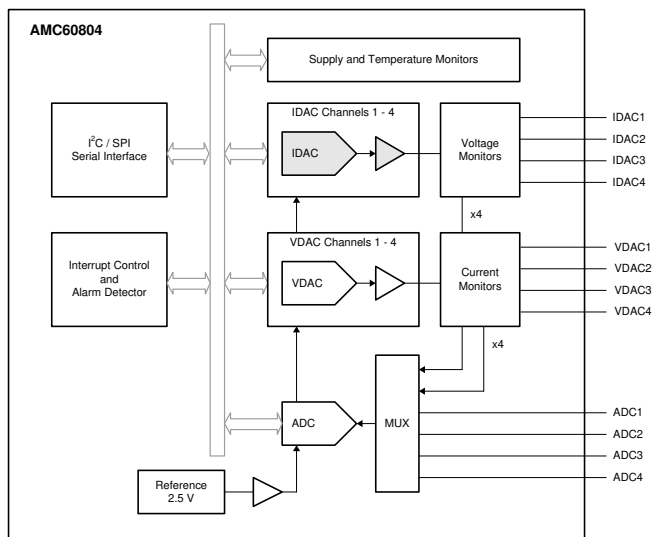 AMC60804
Supply and Temperature Monitors
I²C / SPI
Serial Interface
IDAC Channels 1 - 4
IDAC
Voltage
Monitors
IDAC1
IDAC2
IDAC3
IDAC4
x4
Interrupt Control
and
Alarm Detector
VDAC Channels 1 - 4
VDAC
Current
Monitors
VDAC1
VDAC2
VDAC3
VDAC4
x4
ADC
MUX
ADC1
ADC2
ADC3
ADC4
Reference
2.5 V